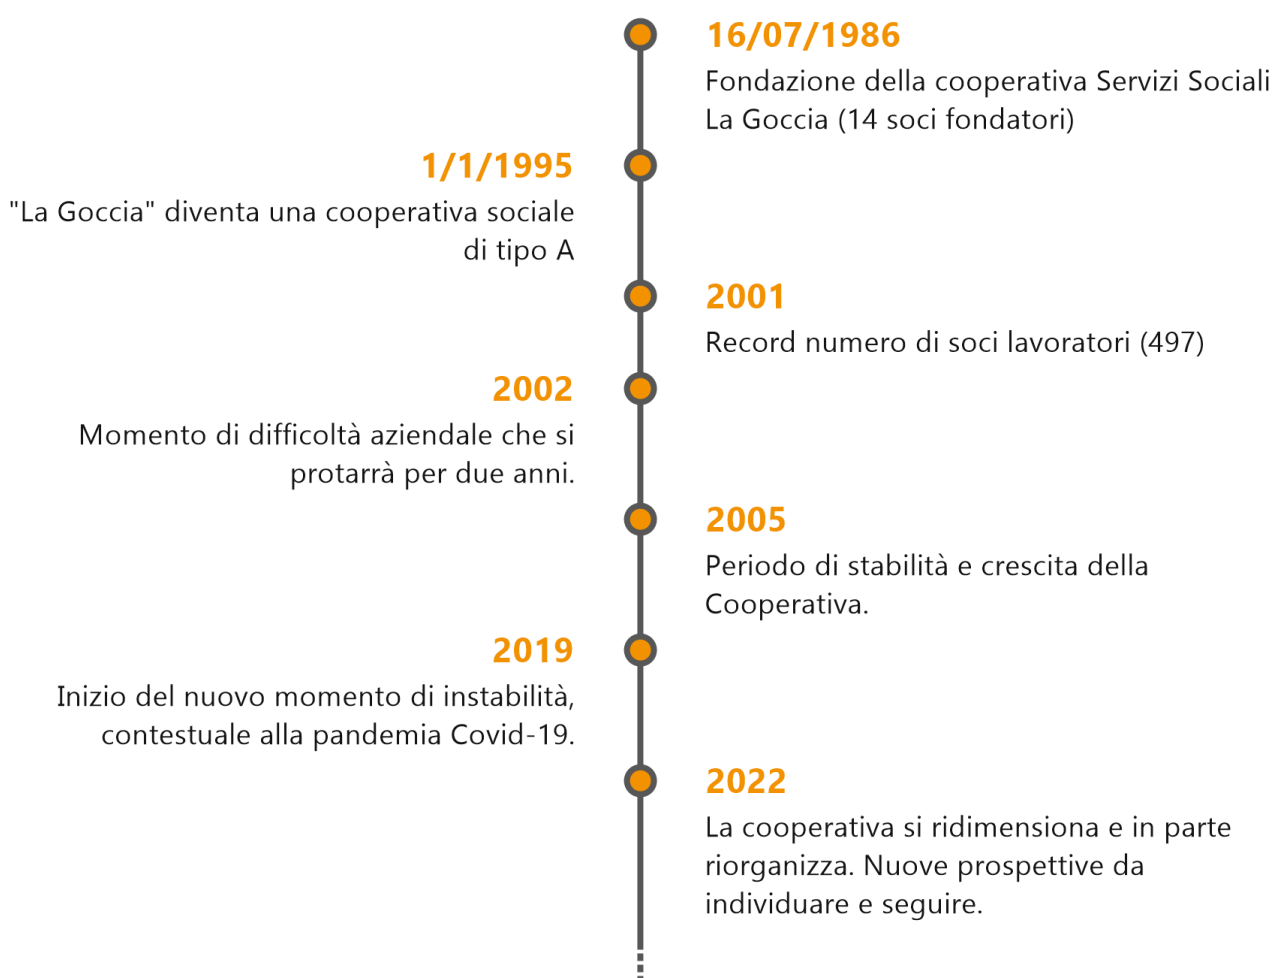 16/07/1986
Fondazione della cooperativa Servizi Sociali
La Goccia (14 soci fondatori)
1/1/1995
"La Goccia" diventa una cooperativa sociale
di tipo A
2001
Record numero di soci lavoratori (497)
2002
Momento di difficoltà aziendale che si
protarrà per due anni.
2005
Periodo di stabilità e crescita della
Cooperativa.
2019
Inizio del nuovo momento di instabilità,
contestuale alla pandemia Covid-19.
2022
La cooperativa si ridimensiona e in parte
riorganizza. Nuove prospettive da
individuare e seguire.